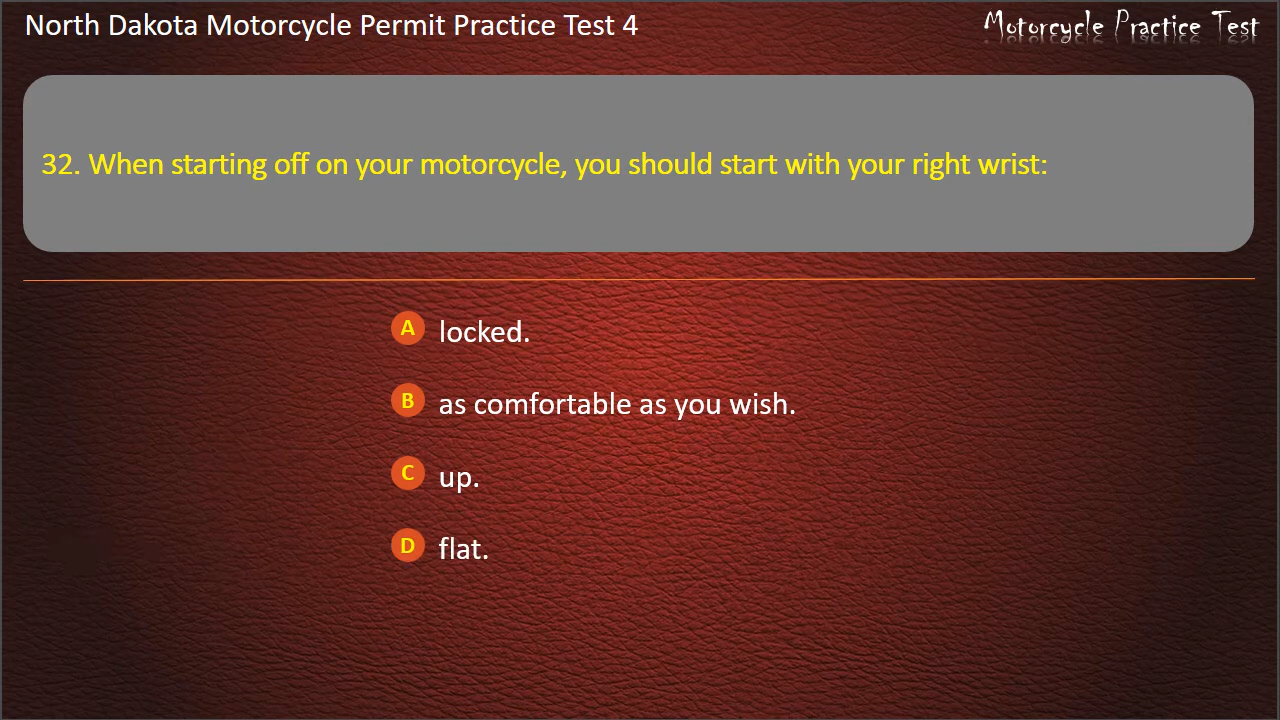 North Dakota Motorcycle Permit Practice Test 4
Motorcycle Practice Test
32. When starting off on your motorcycle, you should start with your right wrist:
A locked.
B as comfortable as you wish.
C up.
D flat.